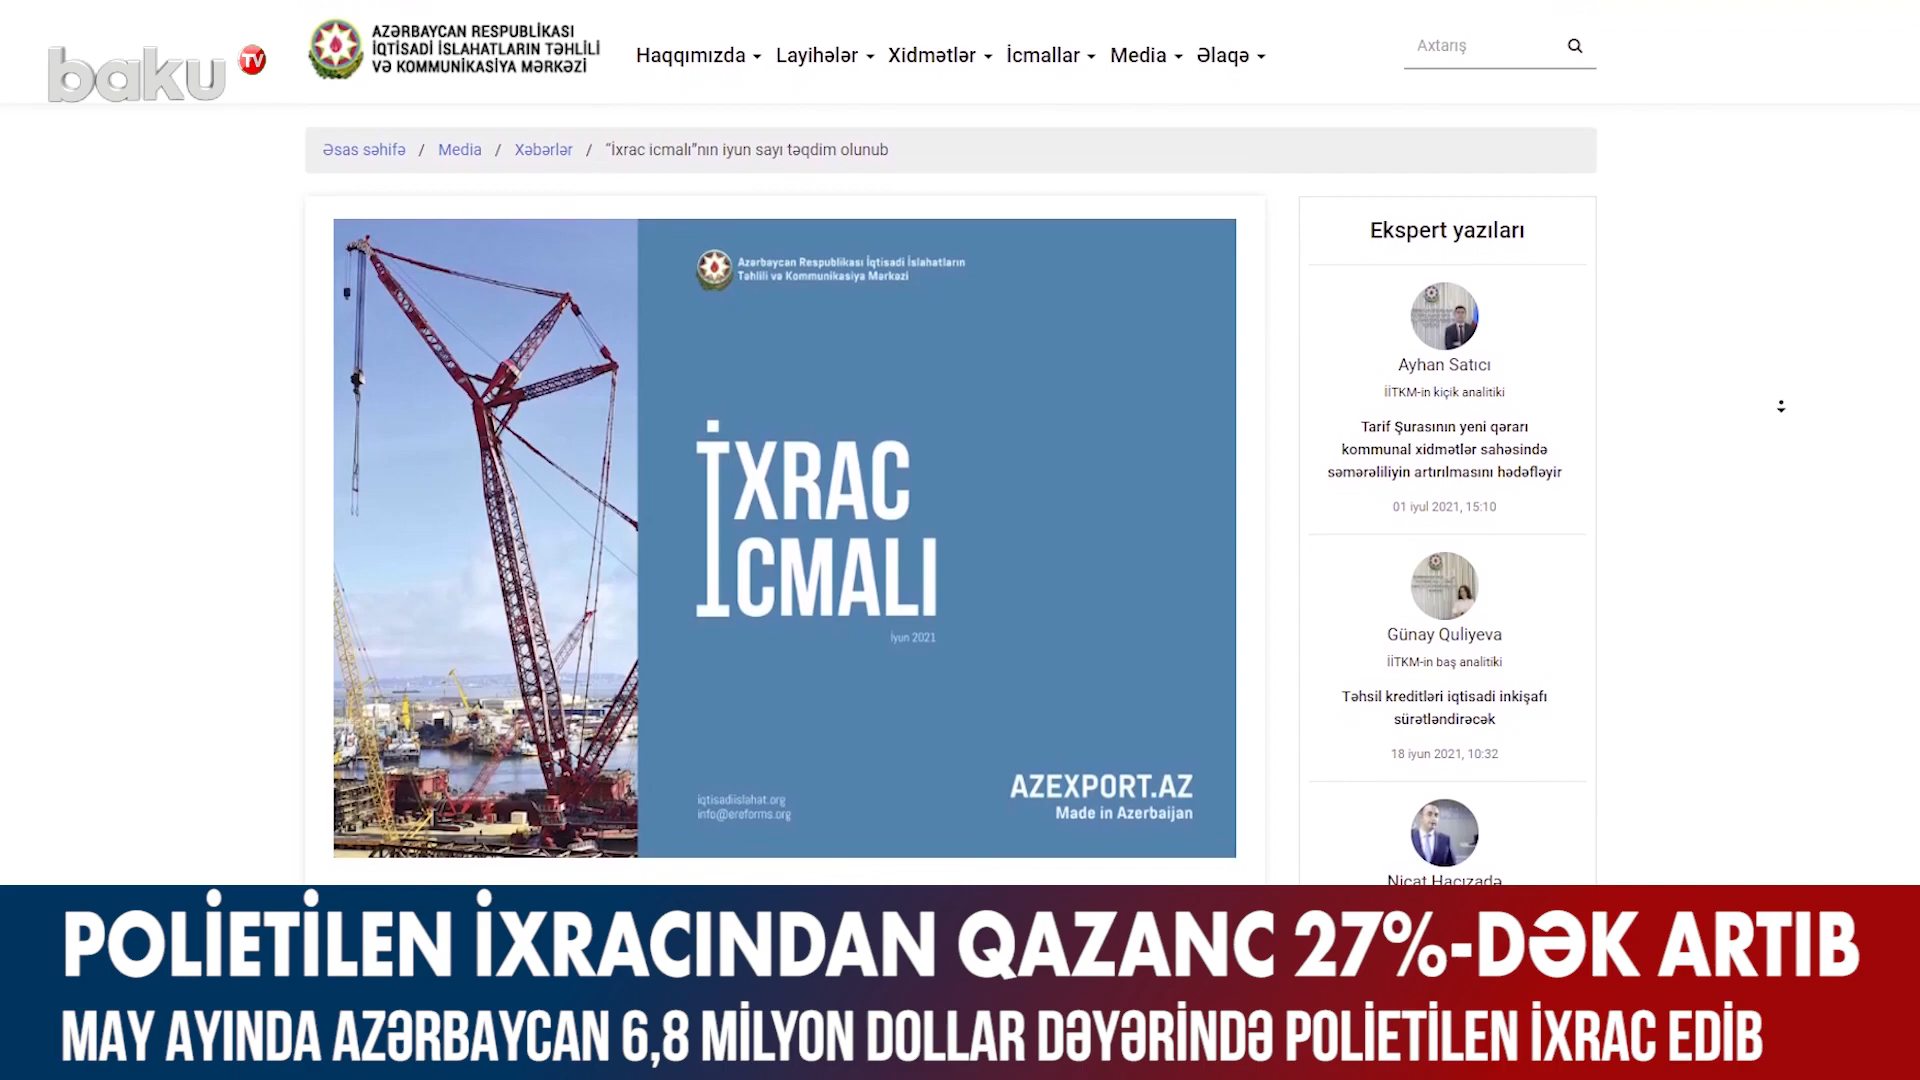 baku TV
AZƏRBAYCAN RESPUBLİKASI
İQTİSADİ İSLAHATLARIN TƏHLİLİ
VƏ KOMMUNİKASİYA MƏRKƏZİ
Haqqımızda Layihələr Xidmətlər İcmallar Media Əlaqə
Axtarış
Əsas səhifə / Media / Xəbərlər / “İxrac icmalı”nın iyun sayı təqdim olunub
Azərbaycan Respublikası İqtisadi İslahatların
Təhlili və Kommunikasiya Mərkəzi
İXRAC
İCMALI
İyun 2021
iqtisadiislahat.org
info@ereforms.org
AZEXPORT.AZ
Made in Azerbaijan
Ekspert yazıları
Ayhan Satıcı
İİTKM-in kiçik analitiki
Tarif Şurasının yeni qərarı
kommunal xidmətlər sahəsində
səmərəliliyin artırılmasını hədəfləyir
01 iyul 2021, 15:10
Günay Quliyeva
İİTKM-in baş analitiki
Təhsil kreditləri iqtisadi inkişafı
sürətləndirəcək
18 iyun 2021, 10:32
Nicat Hacızadə
POLİETİLEN İXRACINDAN QAZANC 27%-DƏK ARTIB
MAY AYINDA AZƏRBAYCAN 6,8 MİLYON DOLLAR DƏYƏRİNDƏ POLİETİLEN İXRAC EDİB